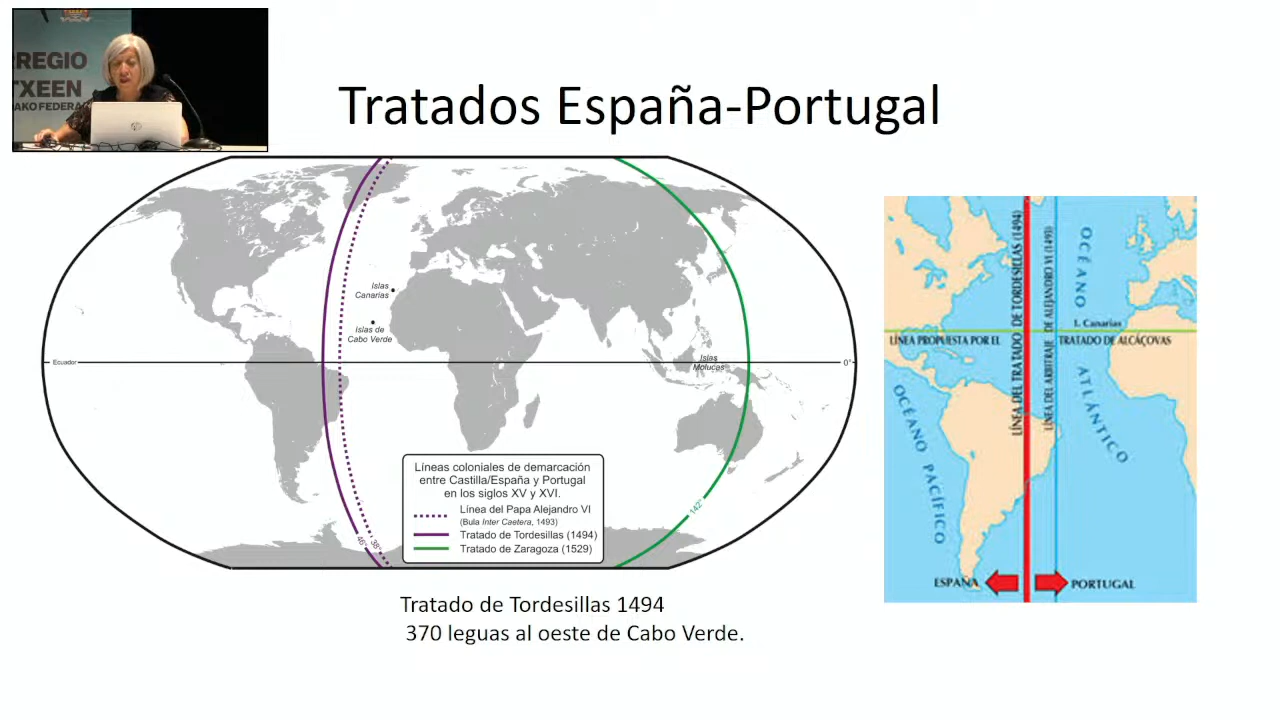 RREGIO
TXEEN
AKO FEDERA
Tratados España-Portugal
Islas
Canarias
Islas de
Cabo Verde
Ecuador
Islas
Molucas
0°
Líneas coloniales de demarcación
entre Castilla/España y Portugal
en los siglos XV y XVI.
Línea del Papa Alejandro VI
(Bula Inter Caetera, 1493)
Tratado de Tordesillas (1494)
Tratado de Zaragoza (1529)
46°
38°
142°
Tratado de Tordesillas 1494
370 leguas al oeste de Cabo Verde.
LÍNEA DEL TRATADO DE TORDESILLAS (1494)
LÍNEA DEL ARBITRAJE DE ALEJANDRO VI (1493)
OCÉANO
ATLÁNTICO
I. Canarias
LÍNEA PROPUESTA POR EL TRATADO DE ALCÁÇOVAS
OCÉANO PACÍFICO
ESPAÑA
PORTUGAL